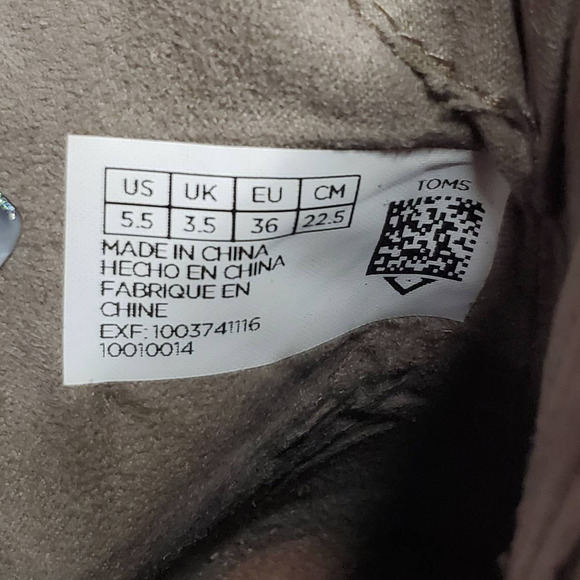 US UK EU CM
5.5 3.5 36 22.5
TOMS
MADE IN CHINA
HECHO EN CHINA
FABRIQUE EN
CHINE
EXF: 1003741116
10010014